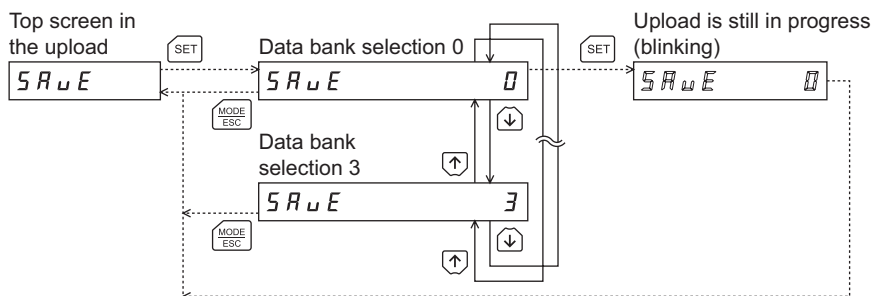 Top screen in
the upload
SET
Data bank selection 0
SET
Upload is still in progress
(blinking)
SAvE
SAvE 0
SAvE 0
MODE
ESC
Data bank
selection 3
SAvE 3
MODE
ESC